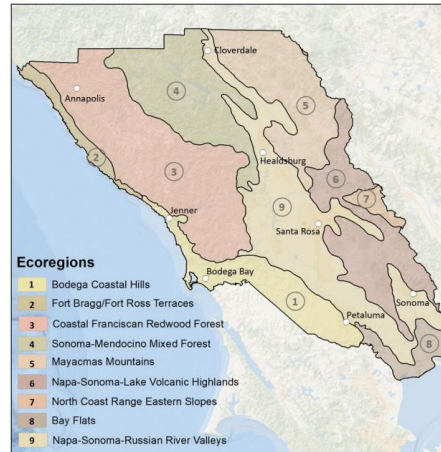 Cloverdale
Annapolis
4
5
2
3
Healdsburg
6
7
9
Jenner
Santa Rosa
Bodega Bay
1
Sonoma
Petaluma
8
Ecoregions
1 Bodega Coastal Hills
2 Fort Bragg/Fort Ross Terraces
3 Coastal Franciscan Redwood Forest
4 Sonoma-Mendocino Mixed Forest
5 Mayacmas Mountains
6 Napa-Sonoma-Lake Volcanic Highlands
7 North Coast Range Eastern Slopes
8 Bay Flats
9 Napa-Sonoma-Russian River Valleys